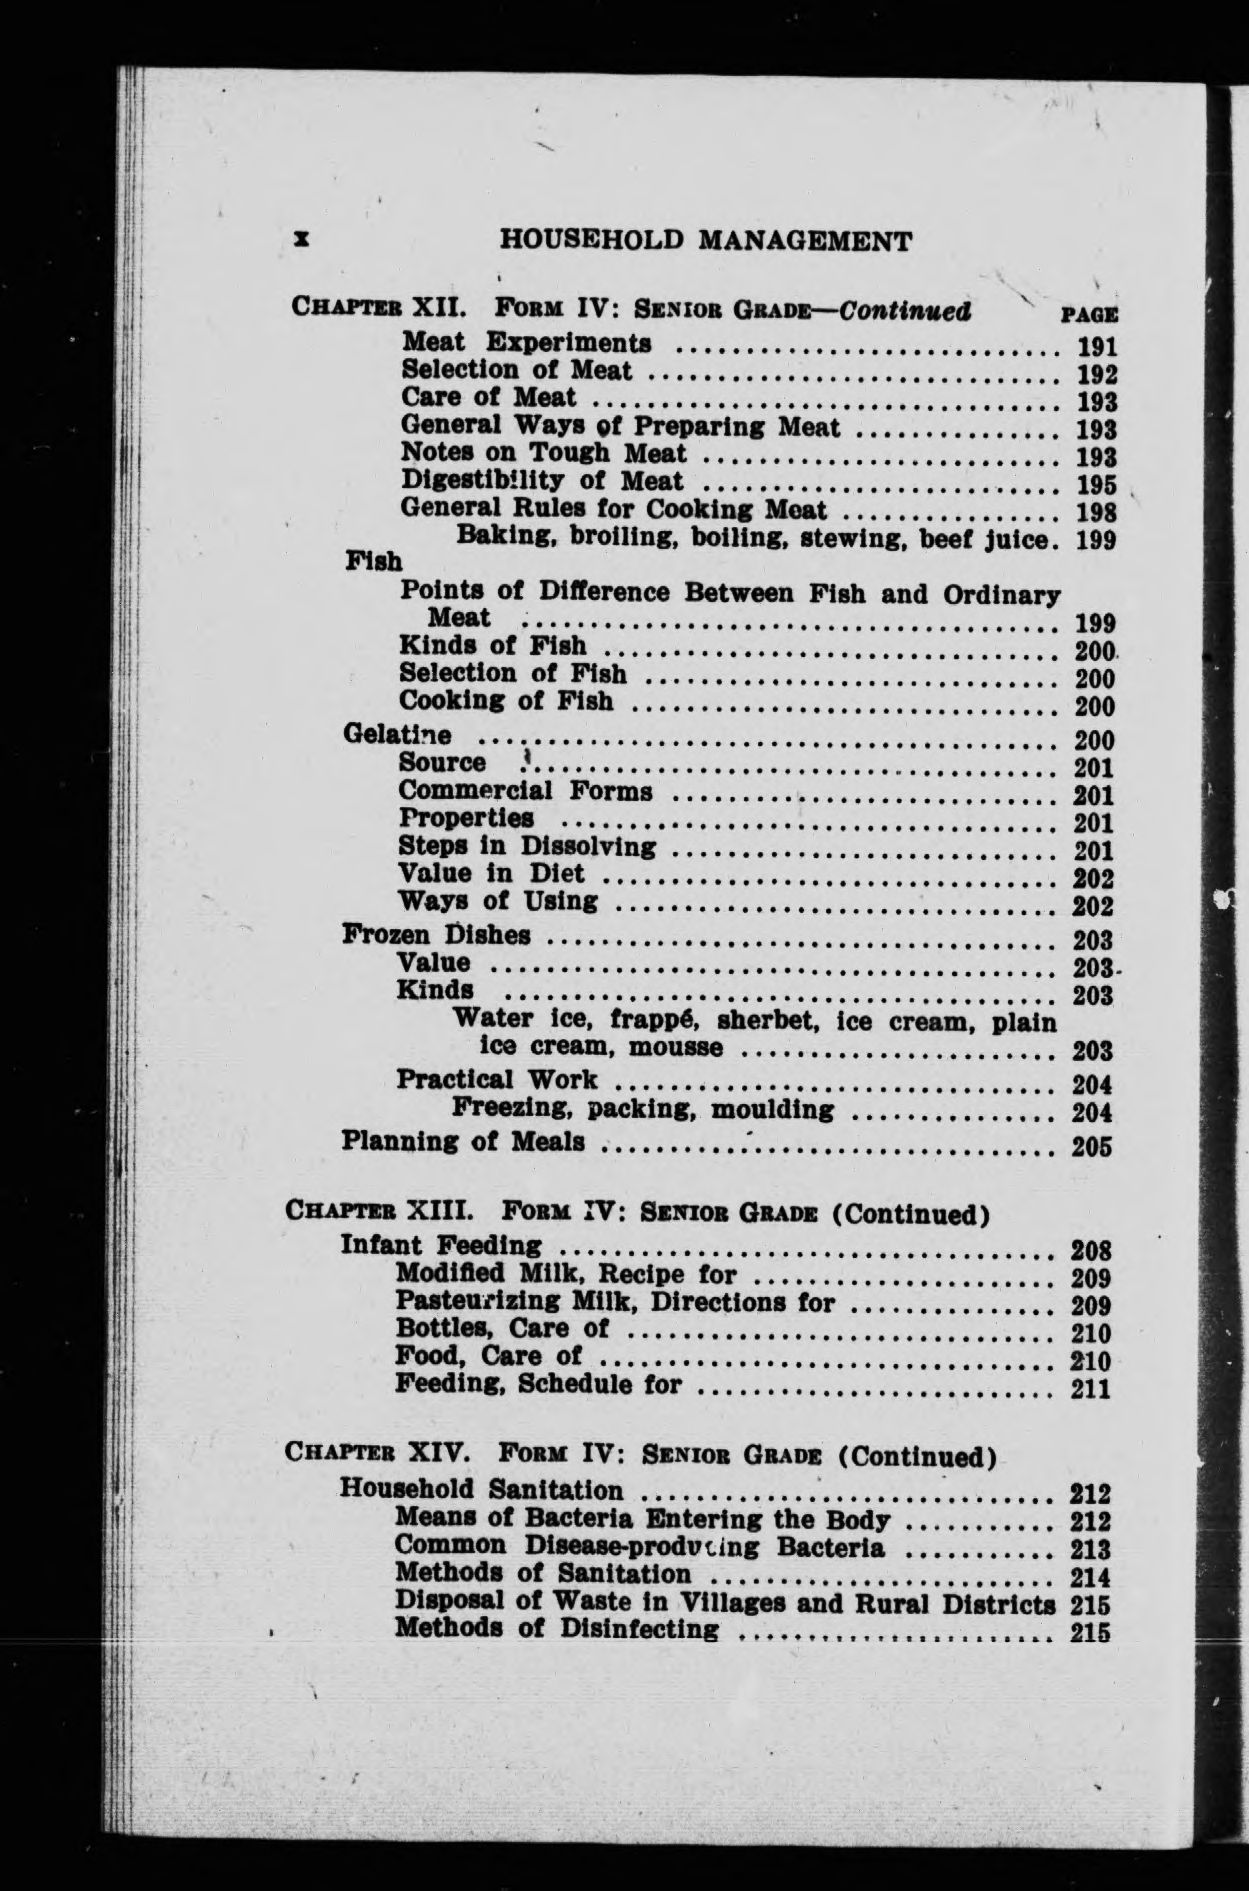 x HOUSEHOLD MANAGEMENT
CHAPTER XII. FORM IV: SENIOR GRADE—Continued PAGE
Meat Experiments ............................ 191
Selection of Meat .............................. 192
Care of Meat .................................. 193
General Ways of Preparing Meat ............... 193
Notes on Tough Meat .......................... 193
Digestibility of Meat .......................... 195
General Rules for Cooking Meat ................ 198
Baking, broiling, boiling, stewing, beef juice. 199
Fish
Points of Difference Between Fish and Ordinary
Meat ....................................... 199
Kinds of Fish ................................. 200
Selection of Fish .............................. 200
Cooking of Fish ............................... 200
Gelatine .......................................... 200
Source ....................................... 201
Commercial Forms ............................ 201
Properties .................................... 201
Steps in Dissolving ............................ 201
Value in Diet ................................. 202
Ways of Using ................................ 202
Frozen Dishes ..................................... 203
Value ......................................... 203
Kinds ........................................ 203
Water ice, frappé, sherbet, ice cream, plain
ice cream, mousse ....................... 203
Practical Work ................................ 204
Freezing, packing, moulding ............... 204
Planning of Meals ................................. 205
CHAPTER XIII. FORM IV: SENIOR GRADE (Continued)
Infant Feeding .................................... 208
Modified Milk, Recipe for ...................... 209
Pasteurizing Milk, Directions for ............... 209
Bottles, Care of ............................... 210
Food, Care of ................................. 210
Feeding, Schedule for .......................... 211
CHAPTER XIV. FORM IV: SENIOR GRADE (Continued)
Household Sanitation .............................. 212
Means of Bacteria Entering the Body ........... 212
Common Disease-producing Bacteria ........... 213
Methods of Sanitation ......................... 214
Disposal of Waste in Villages and Rural Districts 215
Methods of Disinfecting ....................... 215